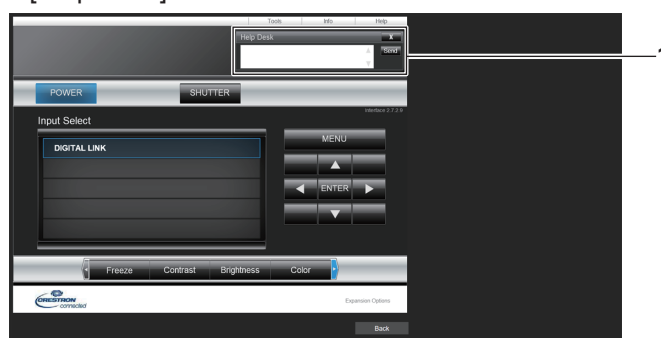 Tools Info Help
Help Desk X
Send
POWER SHUTTER
Interface 2.7.2.9
Input Select
MENU
DIGITAL LINK
ENTER
Freeze Contrast Brightness Color
CRESTRON
connected
Expansion Options
Back